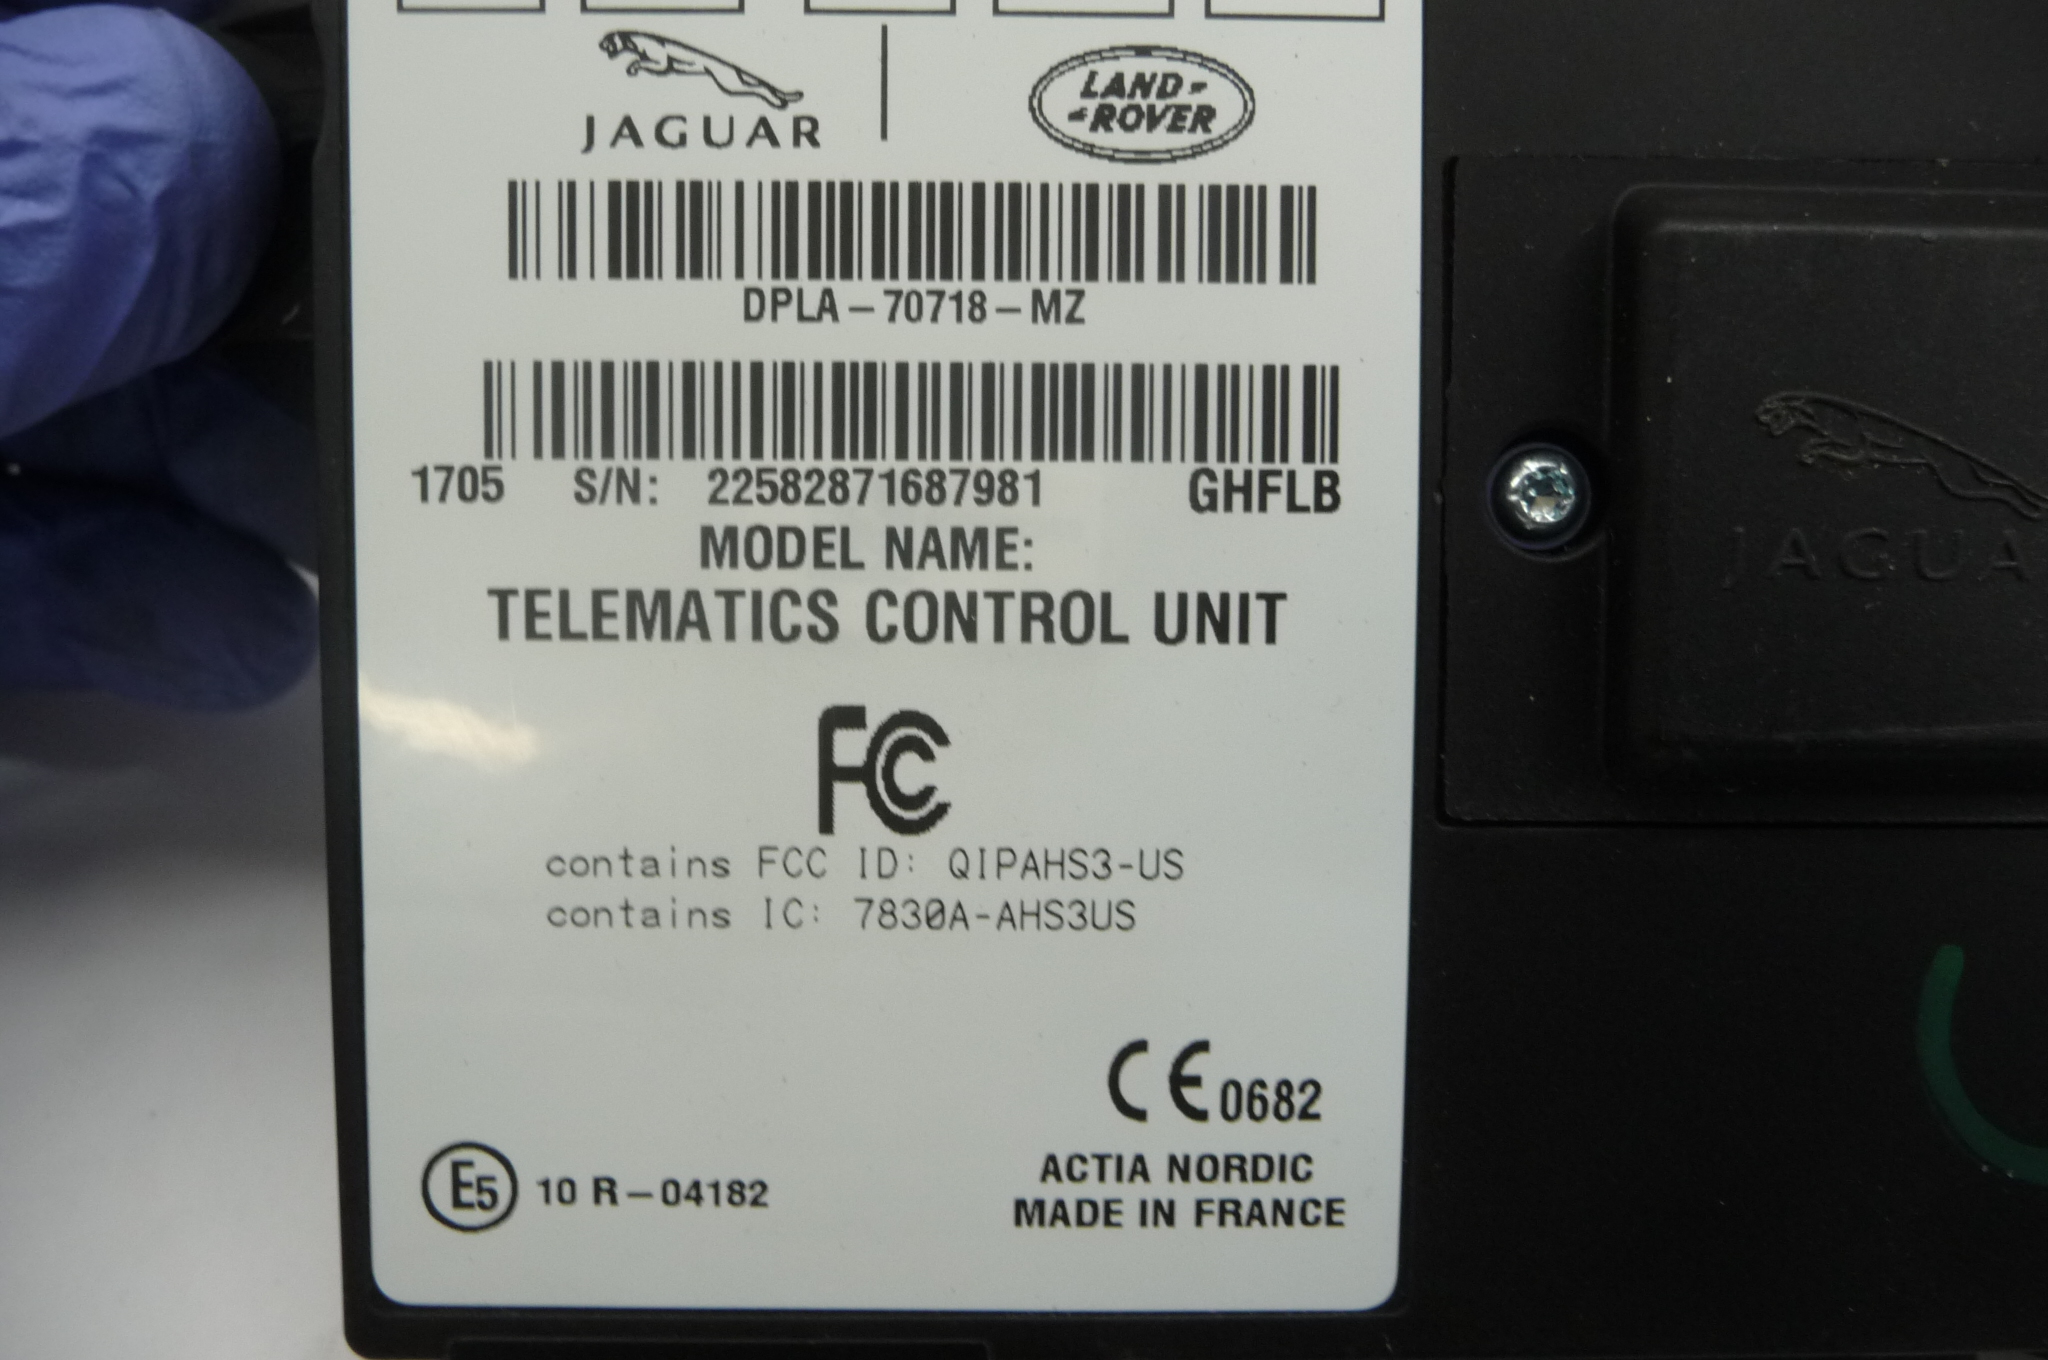 JAGUAR
LAND-
-ROVER
DPLA-70718-MZ
1705 S/N: 22582871687981 GHFLB
MODEL NAME:
TELEMATICS CONTROL UNIT
FC
contains FCC ID: QIPAHS3-US
contains IC: 7830A-AHS3US
CE 0682
E5 10 R-04182
ACTIA NORDIC
MADE IN FRANCE
JAGUA